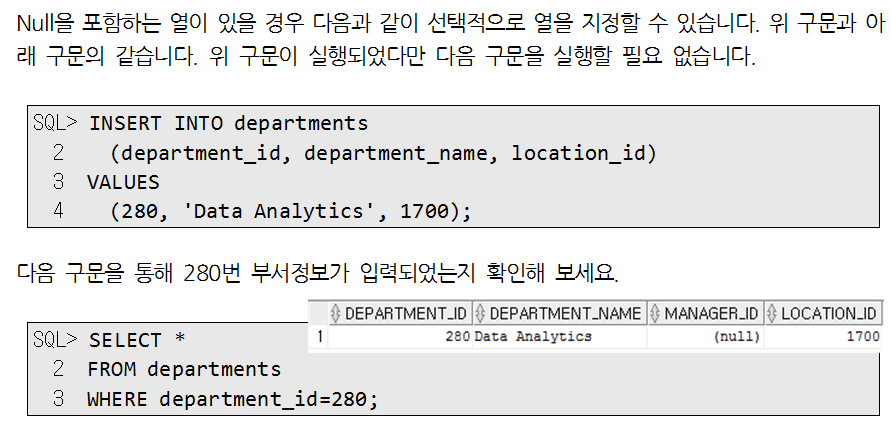 Null을 포함하는 열이 있을 경우 다음과 같이 선택적으로 열을 지정할 수 있습니다. 위 구문과 아
래 구문의 같습니다. 위 구문이 실행되었다만 다음 구문을 실행할 필요 없습니다.
SQL> INSERT INTO departments
2 (department_id, department_name, location_id)
3 VALUES
4 (280, 'Data Analytics', 1700);
다음 구문을 통해 280번 부서정보가 입력되었는지 확인해 보세요.
DEPARTMENT_ID DEPARTMENT_NAME MANAGER_ID LOCATION_ID
1 280 Data Analytics (null) 1700
SQL> SELECT *
2 FROM departments
3 WHERE department_id=280;